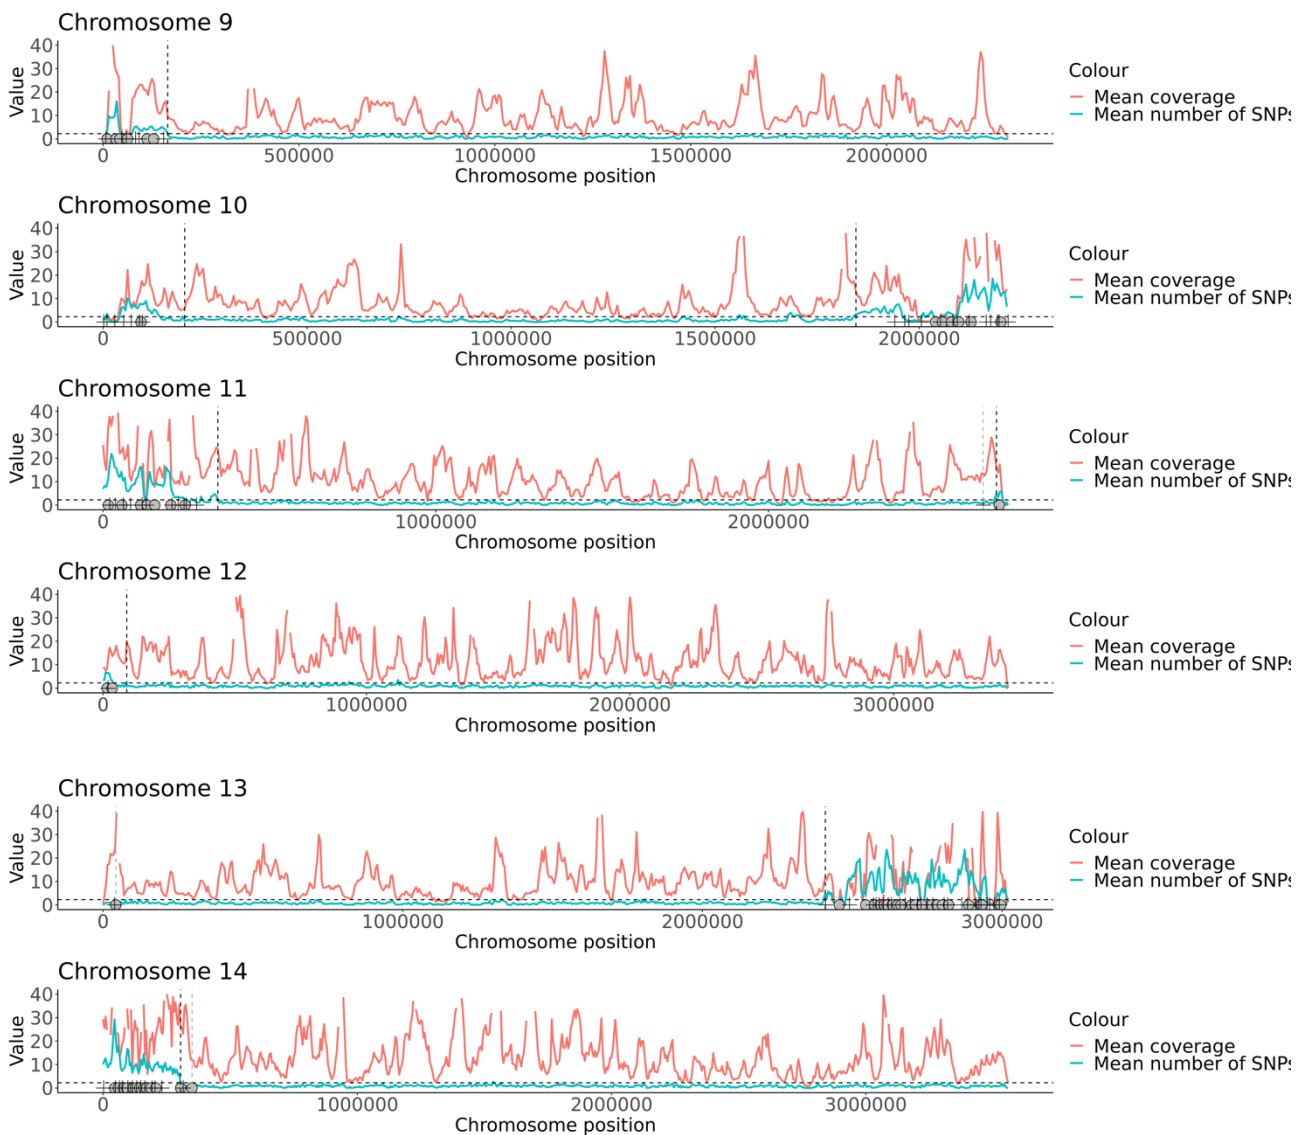 Chromosome 9
Value
40
30
20
10
0
0 500000 1000000 1500000 2000000
Chromosome position
Colour
Mean coverage
Mean number of SNPs
Chromosome 10
Value
40
30
20
10
0
0 500000 1000000 1500000 2000000
Chromosome position
Colour
Mean coverage
Mean number of SNPs
Chromosome 11
Value
40
30
20
10
0
0 1000000 2000000
Chromosome position
Colour
Mean coverage
Mean number of SNPs
Chromosome 12
Value
40
30
20
10
0
0 1000000 2000000 3000000
Chromosome position
Colour
Mean coverage
Mean number of SNPs
Chromosome 13
Value
40
30
20
10
0
0 1000000 2000000 3000000
Chromosome position
Colour
Mean coverage
Mean number of SNPs
Chromosome 14
Value
40
30
20
10
0
0 1000000 2000000 3000000
Chromosome position
Colour
Mean coverage
Mean number of SNPs